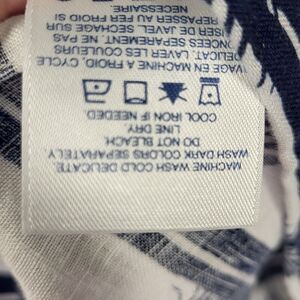 MACHINE WASH COLD DELICATE.
WASH DARK COLORS SEPARATELY.
DO NOT BLEACH.
LINE DRY.
COOL IRON IF NEEDED
VAGE EN MACHINE A FROID, CYCLE
DELICAT. LAVER LES COULEURS
ONCEES SEPAREMENT. NE PAS
ISER DE JAVEL. SECHAGE SUR
REPASSER AU FER FROID SI
NECESSAIRE